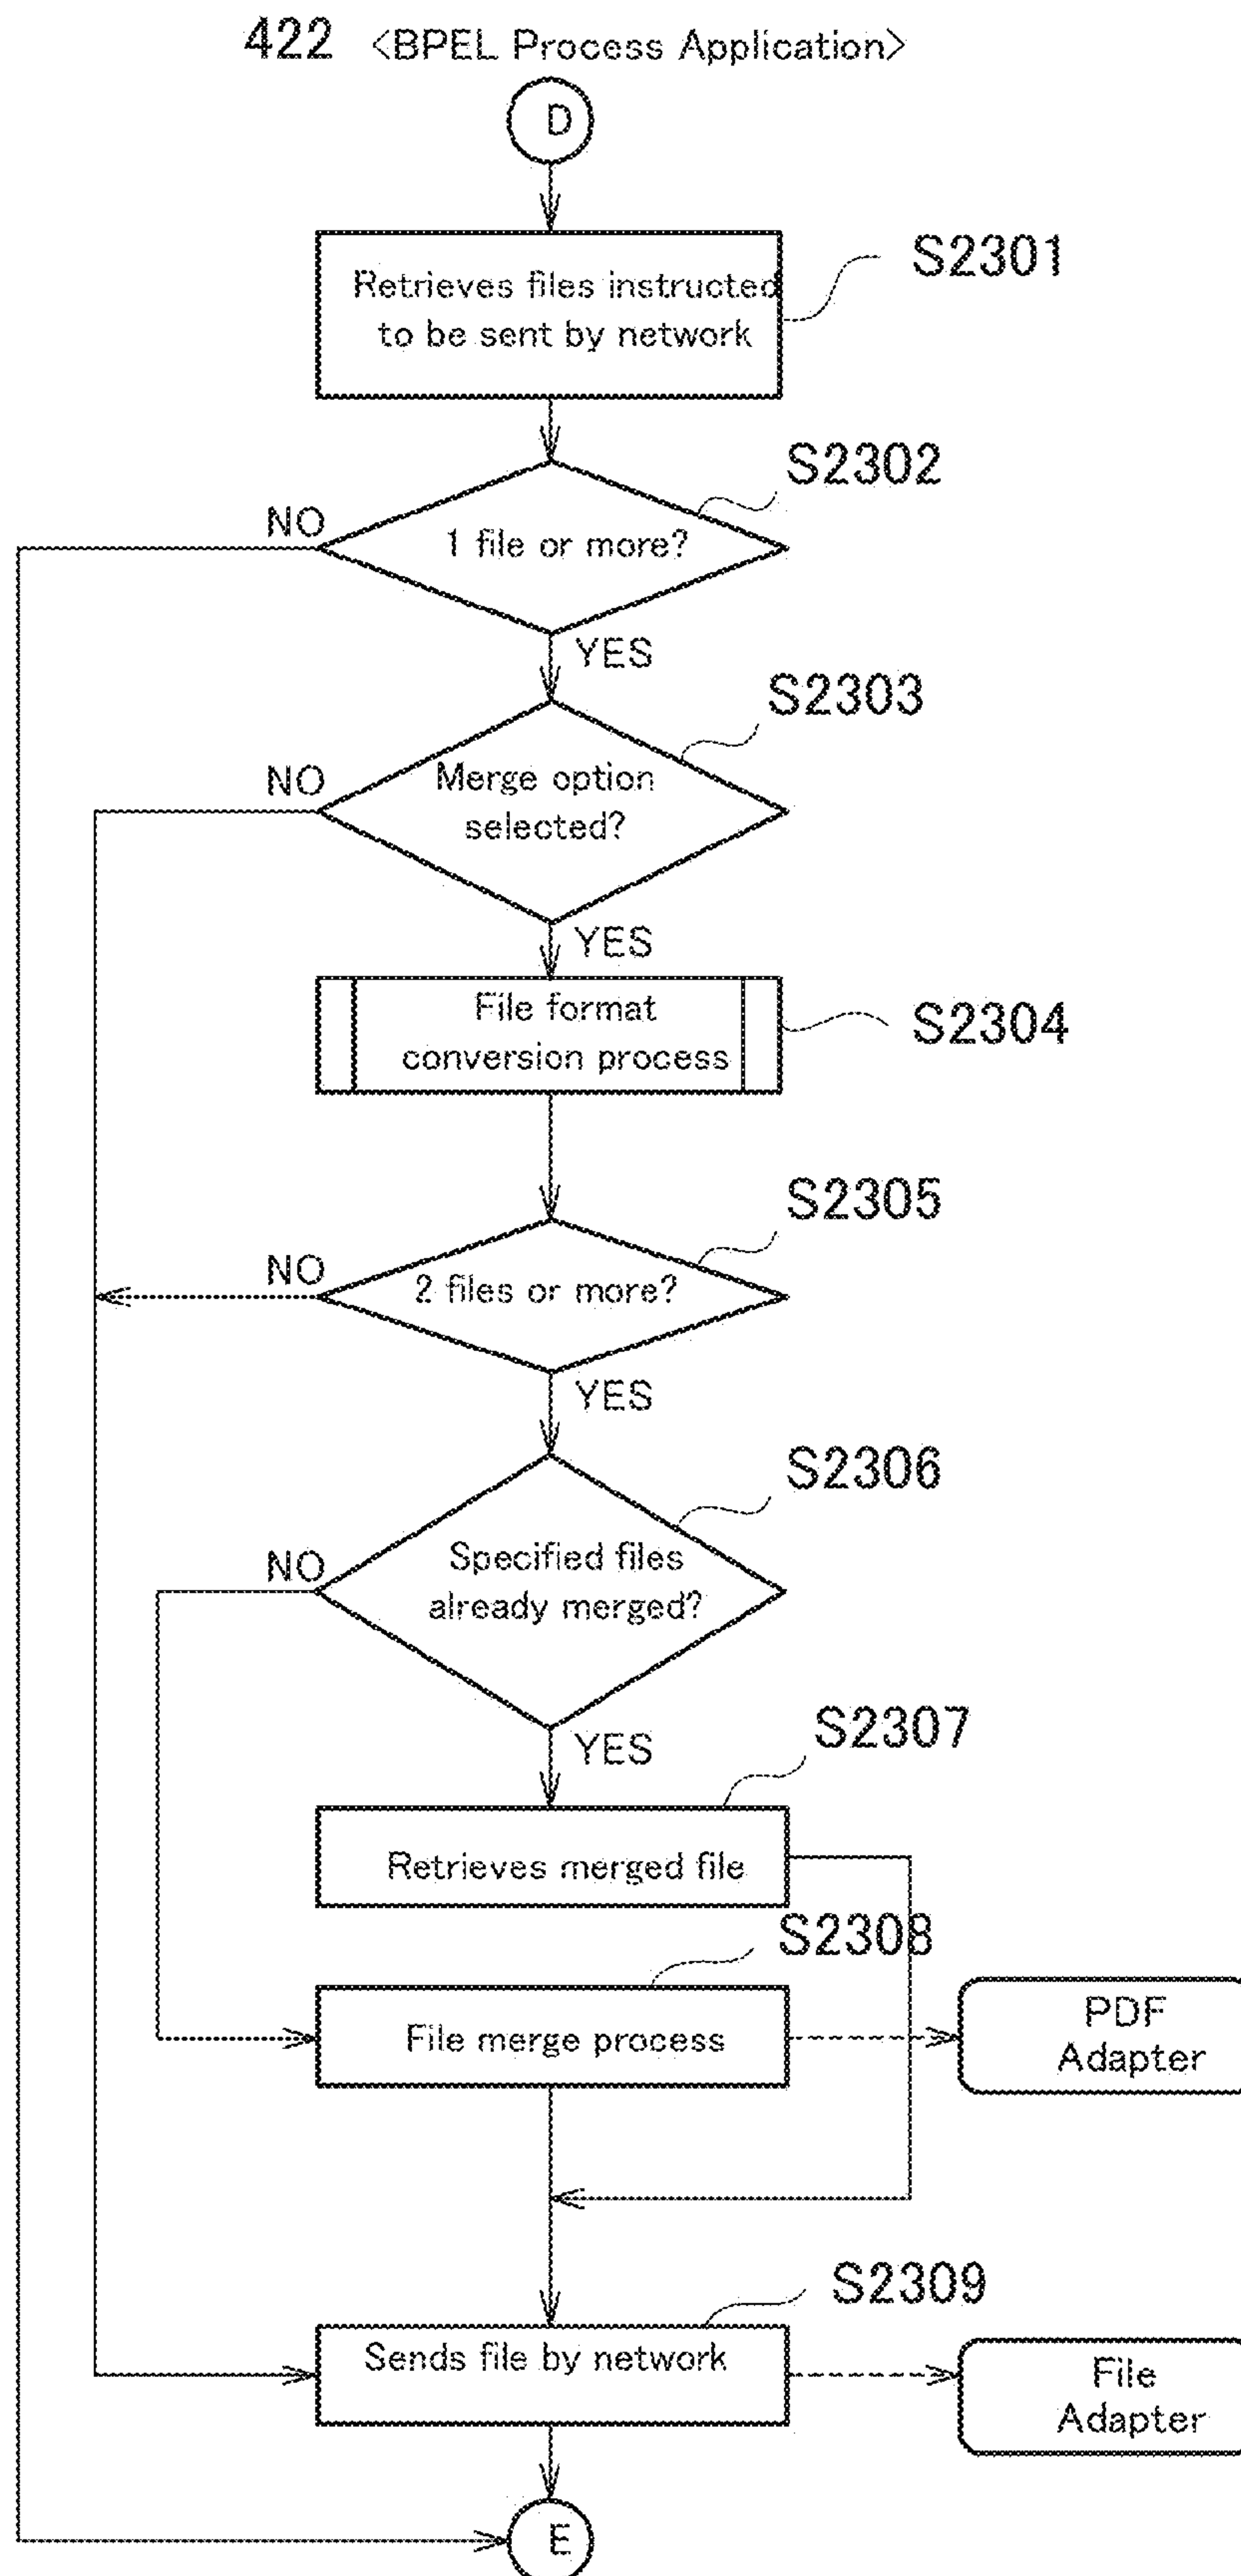 422 <BPEL Process Application>
D
Retrieves files instructed
to be sent by network
S2301
S2302
NO
1 file or more?
YES
S2303
NO
Merge option
selected?
YES
File format
conversion process
S2304
S2305
NO
2 files or more?
YES
S2306
NO
Specified files
already merged?
YES
S2307
Retrieves merged file
S2308
File merge process
PDF
Adapter
S2309
Sends file by network
File
Adapter
E